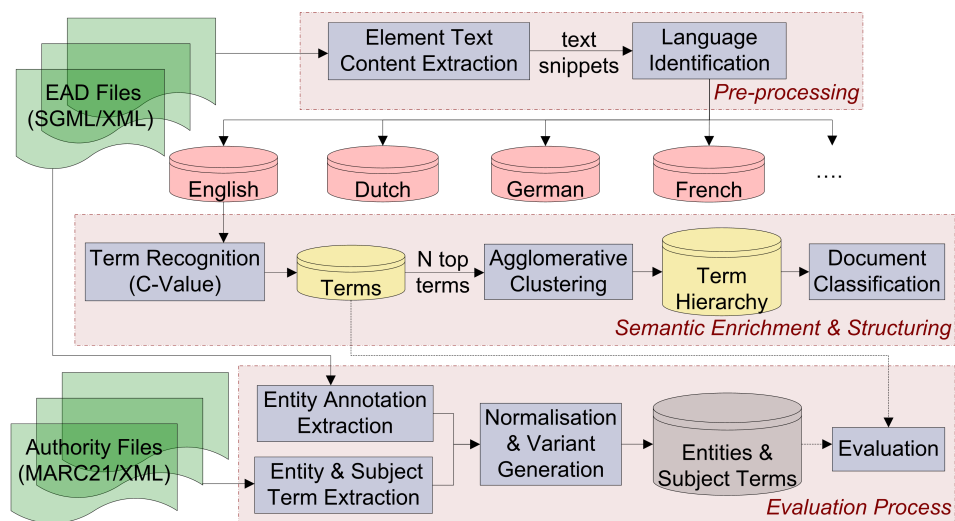 EAD Files
(SGML/XML)
Element Text
Content Extraction
text
snippets
Language
Identification
Pre-processing
English
Dutch
German
French
....
Term Recognition
(C-Value)
Terms
N top
terms
Agglomerative
Clustering
Term
Hierarchy
Document
Classification
Semantic Enrichment & Structuring
Authority Files
(MARC21/XML)
Entity Annotation
Extraction
Entity & Subject
Term Extraction
Normalisation
& Variant
Generation
Entities &
Subject Terms
Evaluation
Evaluation Process